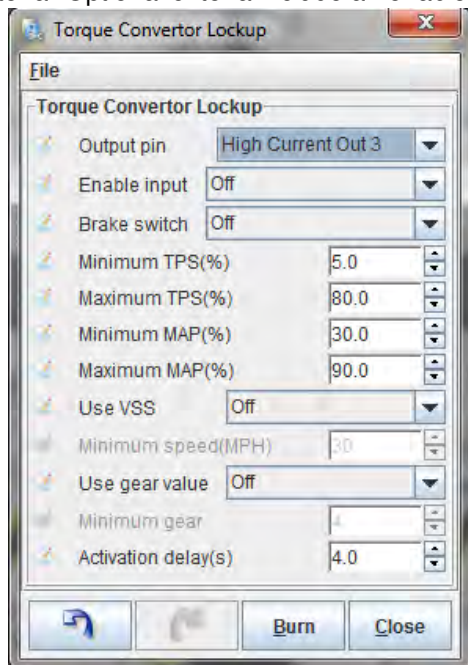 Torque Convertor Lockup
File
Torque Convertor Lockup
Output pin High Current Out 3
Enable input Off
Brake switch Off
Minimum TPS(%) 5.0
Maximum TPS(%) 80.0
Minimum MAP(%) 30.0
Maximum MAP(%) 90.0
Use VSS Off
Minimum speed(MPH) 30
Use gear value Off
Minimum gear 4
Activation delay(s) 4.0
Burn Close